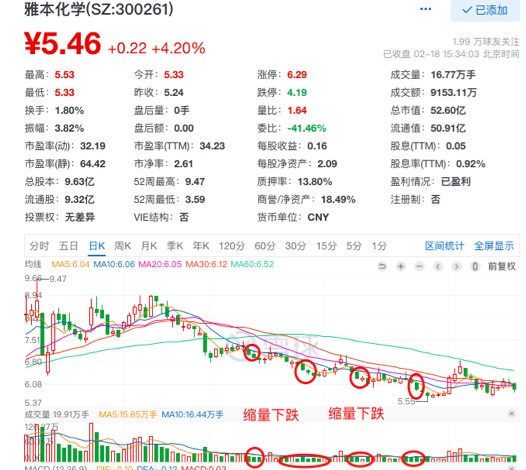 雅本化学(SZ:300261)
··· ✓ 已添加
¥5.46 +0.22 +4.20%
1.99 万球友关注
已收盘 02-18 15:34:03 北京时间
最高：5.53 今开：5.33 涨停：6.29 成交量：16.77万手
最低：5.33 昨收：5.24 跌停：4.19 成交额：9153.11万
换手：1.80% 盘后量：0手 量比：1.64 总市值：52.60亿
振幅：3.82% 盘后额：0.00 委比：-41.46% 流通值：50.91亿
市盈率(动)：32.19 市盈率(TTM)：34.23 每股收益：0.16 股息(TTM)：0.05
市盈率(静)：64.42 市净率：2.61 每股净资产：2.09 股息率(TTM)：0.92%
总股本：9.63亿 52周最高：9.47 质押率：13.80% 盈利情况：已盈利
流通股：9.32亿 52周最低：3.59 商誉/净资产：18.49% 注册制：否
投票权：无差异 VIE结构：否 货币单位：CNY
分时 五日 日K 周K 月K 季K 年K 120分 60分 30分 15分 5分 1分 区间统计 全屏显示
均线 MA5:6.04 MA10:6.06 MA20:6.05 MA30:6.12 MA60:6.52 前复权
9.66 9.47
8.94
7.51
6.80
6.08
5.37 5.55
成交量 19.91万手 MA5:15.85万手 MA10:16.44万手 缩量下跌 缩量下跌